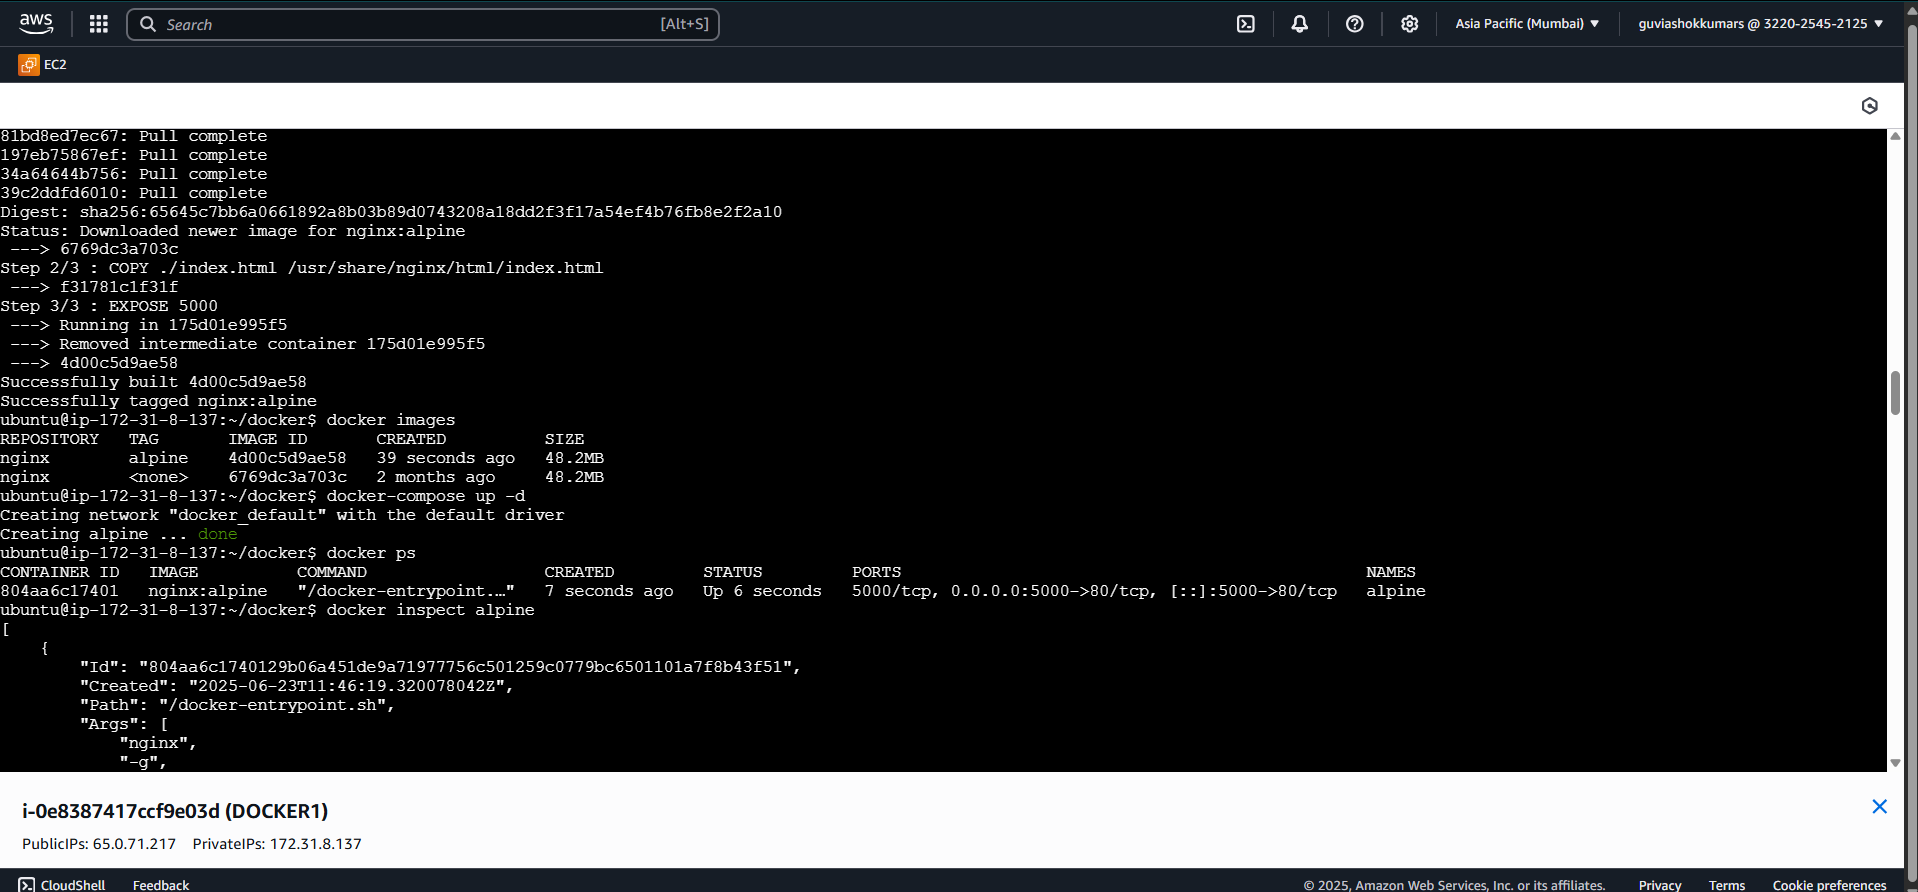 aws
Search [Alt+S]
Asia Pacific (Mumbai) ▼
guviashokkumars @ 3220-2545-2125 ▼
EC2
81bd8ed7ec67: Pull complete
197eb75867ef: Pull complete
34a64644b756: Pull complete
39c2ddfd6010: Pull complete
Digest: sha256:65645c7bb6a0661892a8b03b89d0743208a18dd2f3f17a54ef4b76fb8e2f2a10
Status: Downloaded newer image for nginx:alpine
 ---> 6769dc3a703c
Step 2/3 : COPY ./index.html /usr/share/nginx/html/index.html
 ---> f31781c1f31f
Step 3/3 : EXPOSE 5000
 ---> Running in 175d01e995f5
 ---> Removed intermediate container 175d01e995f5
 ---> 4d00c5d9ae58
Successfully built 4d00c5d9ae58
Successfully tagged nginx:alpine
ubuntu@ip-172-31-8-137:~/docker$ docker images
REPOSITORY   TAG       IMAGE ID       CREATED          SIZE
nginx        alpine    4d00c5d9ae58   39 seconds ago   48.2MB
nginx        <none>    6769dc3a703c   2 months ago     48.2MB
ubuntu@ip-172-31-8-137:~/docker$ docker-compose up -d
Creating network "docker_default" with the default driver
Creating alpine ... done
ubuntu@ip-172-31-8-137:~/docker$ docker ps
CONTAINER ID   IMAGE          COMMAND                  CREATED         STATUS         PORTS                                               NAMES
804aa6c17401   nginx:alpine   "/docker-entrypoint.…"   7 seconds ago   Up 6 seconds   5000/tcp, 0.0.0.0:5000->80/tcp, [::]:5000->80/tcp   alpine
ubuntu@ip-172-31-8-137:~/docker$ docker inspect alpine
[
    {
        "Id": "804aa6c1740129b06a451de9a71977756c501259c0779bc6501101a7f8b43f51",
        "Created": "2025-06-23T11:46:19.320078042Z",
        "Path": "/docker-entrypoint.sh",
        "Args": [
            "nginx",
            "-g",
i-0e8387417ccf9e03d (DOCKER1)
PublicIPs: 65.0.71.217 PrivateIPs: 172.31.8.137
CloudShell Feedback © 2025, Amazon Web Services, Inc. or its affiliates. Privacy Terms Cookie preferences